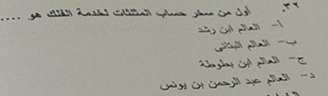 ٣٢. أول من سخر حساب المثلثات لخدمة الفلك هو ....
أ- العالم ابن رشد
ب- العالم البتاني
ج- العالم ابن بطوطة
د- العالم عبد الرحمن بن يونس